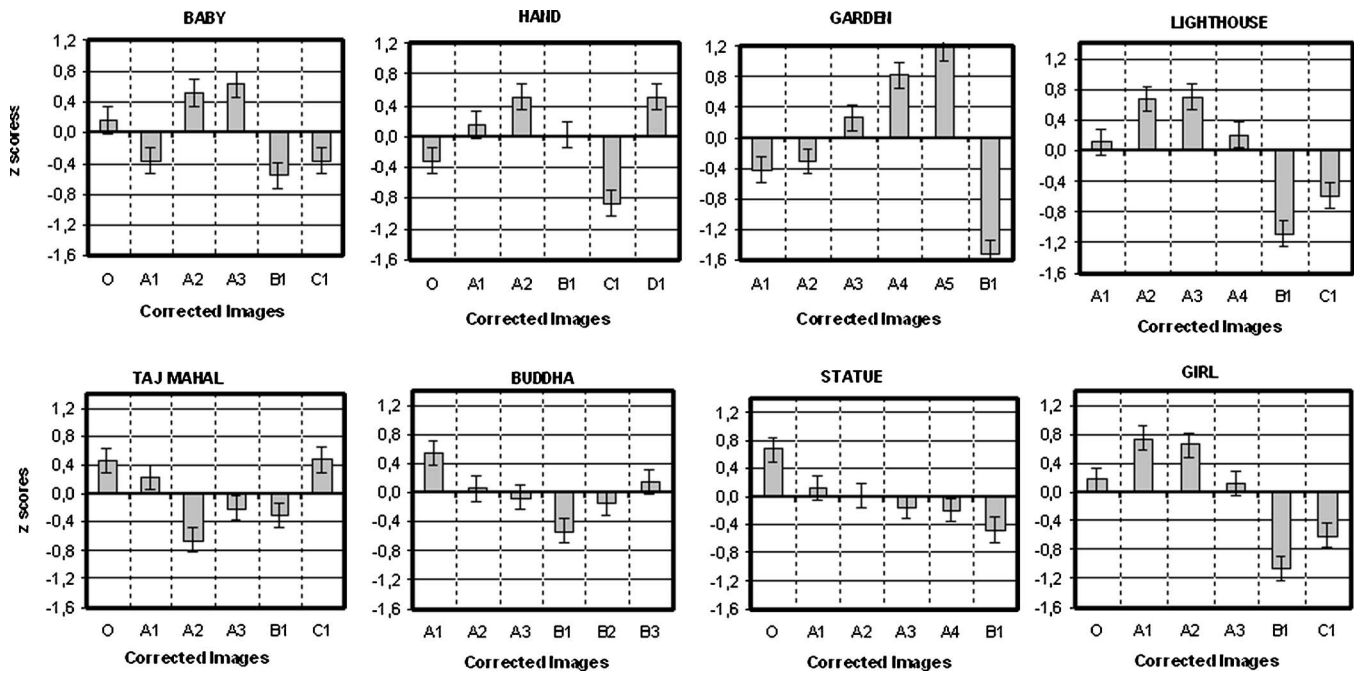 BABY HAND GARDEN LIGHTHOUSE
z scoress
1,2 1,2 1,2 1,2
0,8 0,8 0,8 0,8
0,4 0,4 0,4 0,4
0,0 0,0 0,0 0,0
-0,4 -0,4 -0,4 -0,4
-0,8 -0,8 -0,8 -0,8
-1,2 -1,2 -1,2 -1,2
-1,6 -1,6 -1,6 -1,6
O A1 A2 A3 B1 C1 O A1 A2 B1 C1 D1 A1 A2 A3 A4 A5 B1 A1 A2 A3 A4 B1 C1
Corrected Images Corrected Images Corrected Images Corrected Images
TAJ MAHAL BUDDHA STATUE GIRL
z scores
1,2 1,2 1,2 1,2
0,8 0,8 0,8 0,8
0,4 0,4 0,4 0,4
0,0 0,0 0,0 0,0
-0,4 -0,4 -0,4 -0,4
-0,8 -0,8 -0,8 -0,8
-1,2 -1,2 -1,2 -1,2
-1,6 -1,6 -1,6 -1,6
O A1 A2 A3 B1 C1 A1 A2 A3 B1 B2 B3 O A1 A2 A3 A4 B1 O A1 A2 A3 B1 C1
Corrected Images Corrected Images Corrected Images Corrected Images